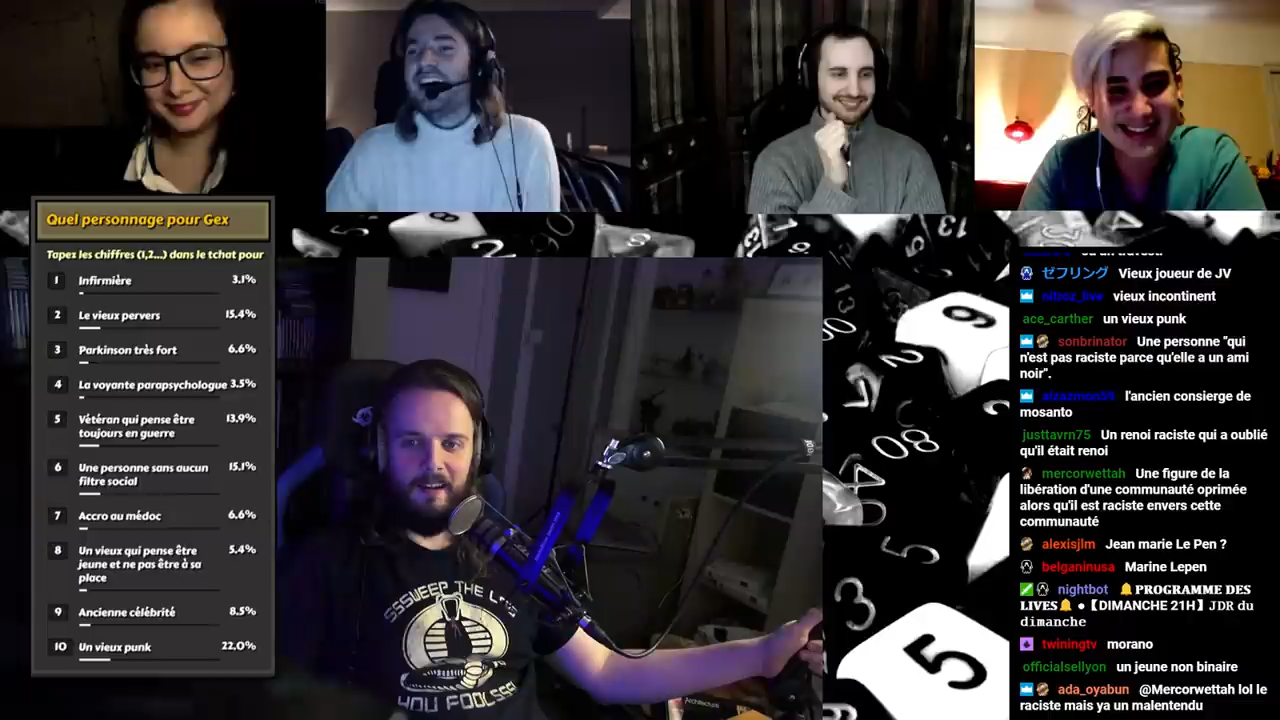 Quel personnage pour Gex
Tapez les chiffres (1,2...) dans le tchat pour
1 Infirmière 3.1%
2 Le vieux pervers 15.4%
3 Parkinson très fort 6.6%
4 La voyante parapsychologue 3.5%
5 Vétéran qui pense être 13.9%
toujours en guerre
6 Une personne sans aucun 15.1%
filtre social
7 Accro au médoc 6.6%
8 Un vieux qui pense être 5.4%
jeune et ne pas être à sa
place
9 Ancienne célébrité 8.5%
10 Un vieux punk 22.0%
SSSWEEP THE L
YOU FOOLSS!
Architecture
ゼフリング Vieux joueur de JV
nitroz_live vieux incontinent
ace_carther un vieux punk
sonbrinator Une personne "qui
n'est pas raciste parce qu'elle a un ami
noir".
alzazmon59 l'ancien consierge de
mosanto
justtavrn75 Un renoi raciste qui a oublié
qu'il était renoi
mercorwettah Une figure de la
libération d'une communauté oprimée
alors qu'il est raciste envers cette
communauté
alexisjlm Jean marie Le Pen ?
belganinusa Marine Lepen
nightbot 🔔𝐏𝐑𝐎𝐆𝐑𝐀𝐌𝐌𝐄 𝐃𝐄𝐒
𝐋𝐈𝐕𝐄𝐒🔔 ●【𝐃𝐈𝐌𝐀𝐍𝐂𝐇𝐄 𝟐𝟏𝐇】JDR du
dimanche
twiningtv morano
officialsellyon un jeune non binaire
ada_oyabun @Mercorwettah lol le
raciste mais ya un malentendu